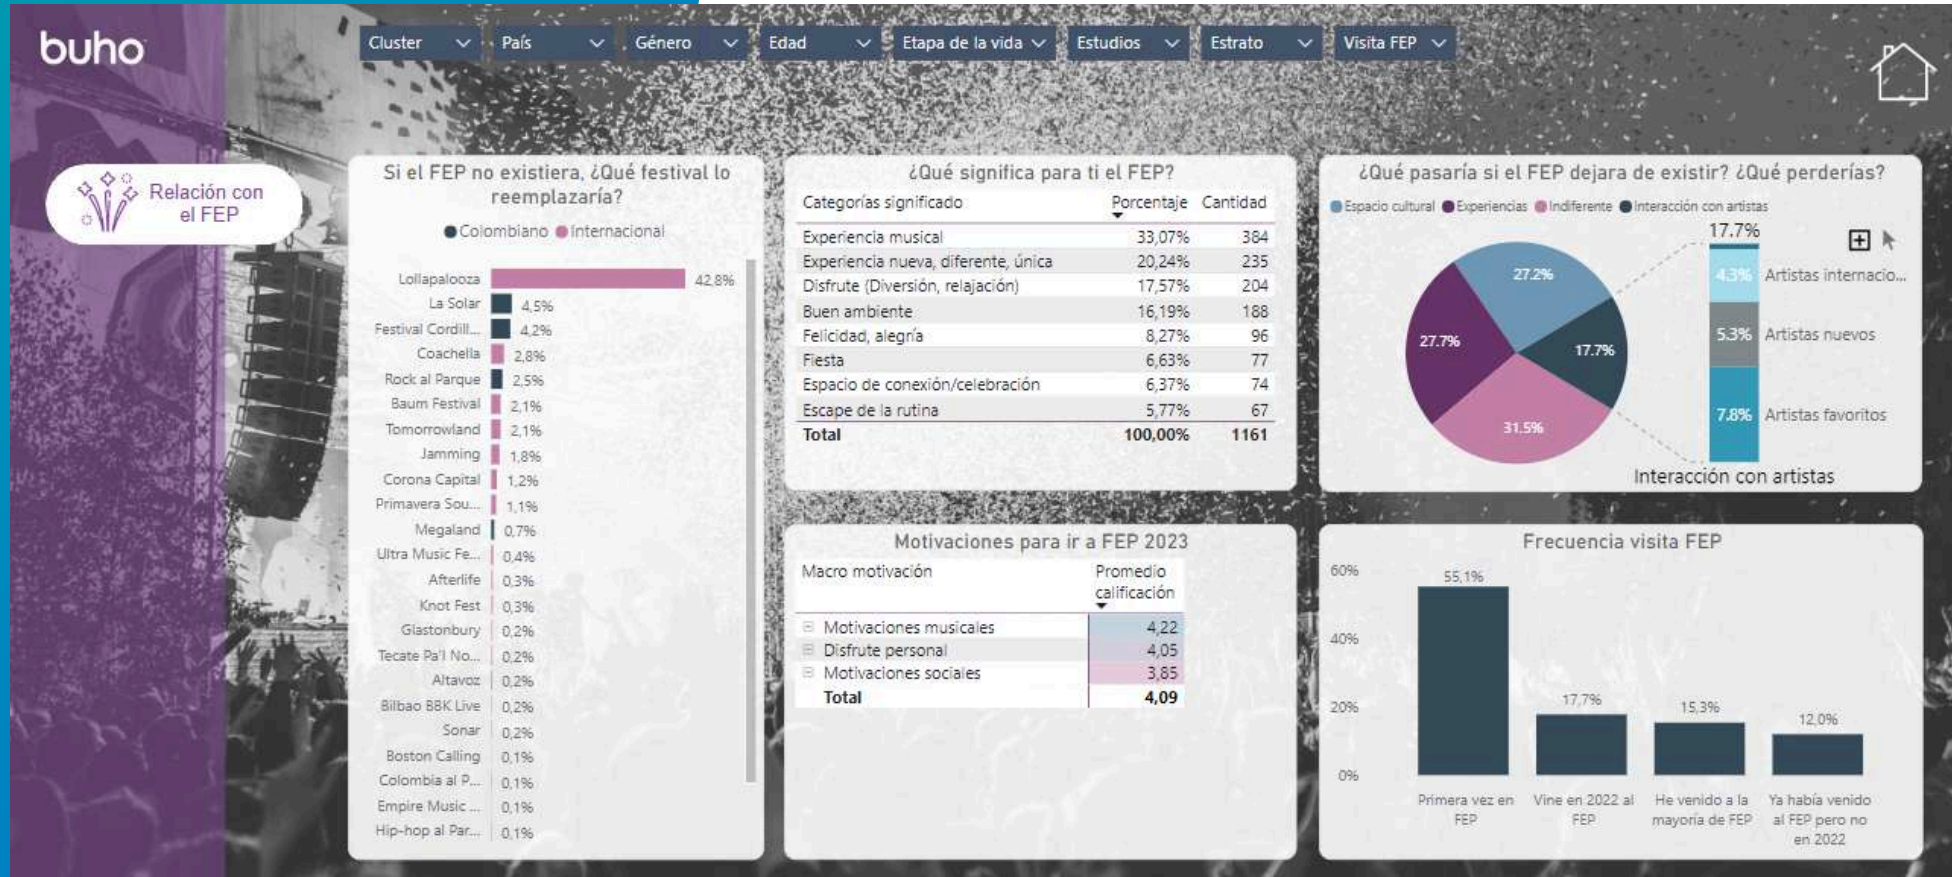 buho
Cluster
País
Género
Edad
Etapa de la vida
Estudios
Estrato
Visita FEP
Relación con
el FEP
Si el FEP no existiera, ¿Qué festival lo
reemplazaría?
Colombiano Internacional
Lollapalooza 42,8%
La Solar 4,5%
Festival Cordill... 4,2%
Coachella 2,8%
Rock al Parque 2,5%
Baum Festival 2,1%
Tomorrowland 2,1%
Jamming 1,8%
Corona Capital 1,2%
Primavera Sou... 1,1%
Megaland 0,7%
Ultra Music Fe... 0,4%
Afterlife 0,3%
Knot Fest 0,3%
Glastonbury 0,2%
Tecate Pa'l No... 0,2%
Altavoz 0,2%
Bilbao BBK Live 0,2%
Sonar 0,2%
Boston Calling 0,1%
Colombia al P... 0,1%
Empire Music ... 0,1%
Hip-hop al Par... 0,1%
¿Qué significa para ti el FEP?
Categorías significado Porcentaje Cantidad
Experiencia musical 33,07% 384
Experiencia nueva, diferente, única 20,24% 235
Disfrute (Diversión, relajación) 17,57% 204
Buen ambiente 16,19% 188
Felicidad, alegría 8,27% 96
Fiesta 6,63% 77
Espacio de conexión/celebración 6,37% 74
Escape de la rutina 5,77% 67
Total 100,00% 1161
Motivaciones para ir a FEP 2023
Macro motivación Promedio
calificación
Motivaciones musicales 4,22
Disfrute personal 4,05
Motivaciones sociales 3,85
Total 4,09
¿Qué pasaría si el FEP dejara de existir? ¿Qué perderías?
Espacio cultural Experiencias Indiferente Interacción con artistas
17.7%
27.2%
27.7%
17.7%
31.5%
4.3% Artistas internacio...
5.3% Artistas nuevos
7.8% Artistas favoritos
Interacción con artistas
Frecuencia visita FEP
60%
40%
20%
0%
55,1%
17,7%
15,3%
12,0%
Primera vez en
FEP
Vine en 2022 al
FEP
He venido a la
mayoría de FEP
Ya había venido
al FEP pero no
en 2022